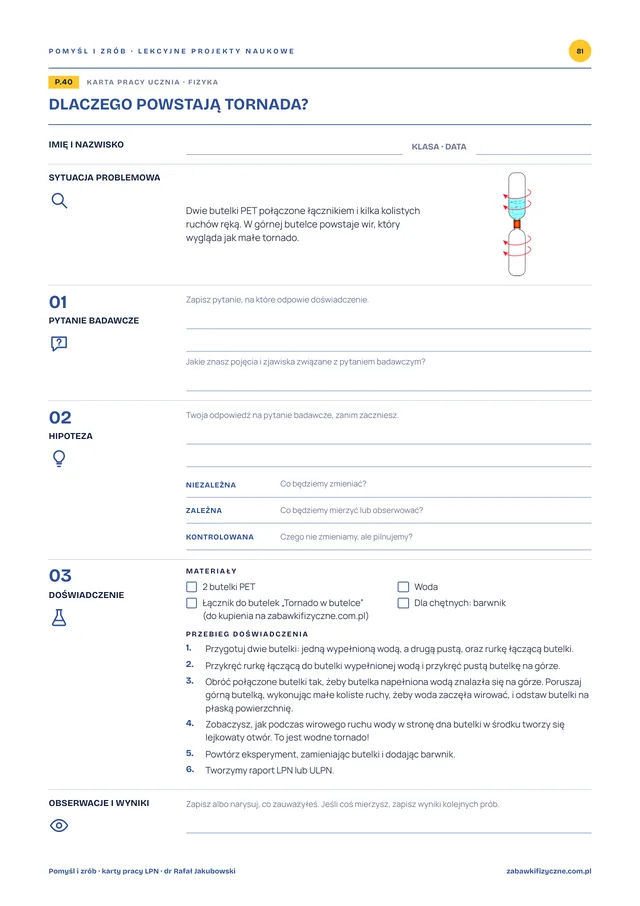 POMYŚL I ZRÓB · LEKCYJNE PROJEKTY NAUKOWE
81
P.40 KARTA PRACY UCZNIA · FIZYKA
DLACZEGO POWSTAJĄ TORNADA?
IMIĘ I NAZWISKO
KLASA · DATA
SYTUACJA PROBLEMOWA
Dwie butelki PET połączone łącznikiem i kilka kolistych
ruchów ręką. W górnej butelce powstaje wir, który
wygląda jak małe tornado.
01
PYTANIE BADAWCZE
Zapisz pytanie, na które odpowie doświadczenie.
Jakie znasz pojęcia i zjawiska związane z pytaniem badawczym?
02
HIPOTEZA
Twoja odpowiedź na pytanie badawcze, zanim zaczniesz.
NIEZALEŻNA Co będziemy zmieniać?
ZALEŻNA Co będziemy mierzyć lub obserwować?
KONTROLOWANA Czego nie zmieniamy, ale pilnujemy?
03
DOŚWIADCZENIE
MATERIAŁY
2 butelki PET
Woda
Łącznik do butelek „Tornado w butelce"
(do kupienia na zabawkifizyczne.com.pl)
Dla chętnych: barwnik
PRZEBIEG DOŚWIADCZENIA
1. Przygotuj dwie butelki: jedną wypełnioną wodą, a drugą pustą, oraz rurkę łączącą butelki.
2. Przykręć rurkę łączącą do butelki wypełnionej wodą i przykręć pustą butelkę na górze.
3. Obróć połączone butelki tak, żeby butelka napełniona wodą znalazła się na górze. Poruszaj
górną butelką, wykonując małe koliste ruchy, żeby woda zaczęła wirować, i odstaw butelki na
płaską powierzchnię.
4. Zobaczysz, jak podczas wirowego ruchu wody w stronę dna butelki w środku tworzy się
lejkowaty otwór. To jest wodne tornado!
5. Powtórz eksperyment, zamieniając butelki i dodając barwnik.
6. Tworzymy raport LPN lub ULPN.
OBSERWACJE I WYNIKI
Zapisz albo narysuj, co zauważyłeś. Jeśli coś mierzysz, zapisz wyniki kolejnych prób.
Pomyśl i zrób · karty pracy LPN · dr Rafał Jakubowski
zabawkifizyczne.com.pl